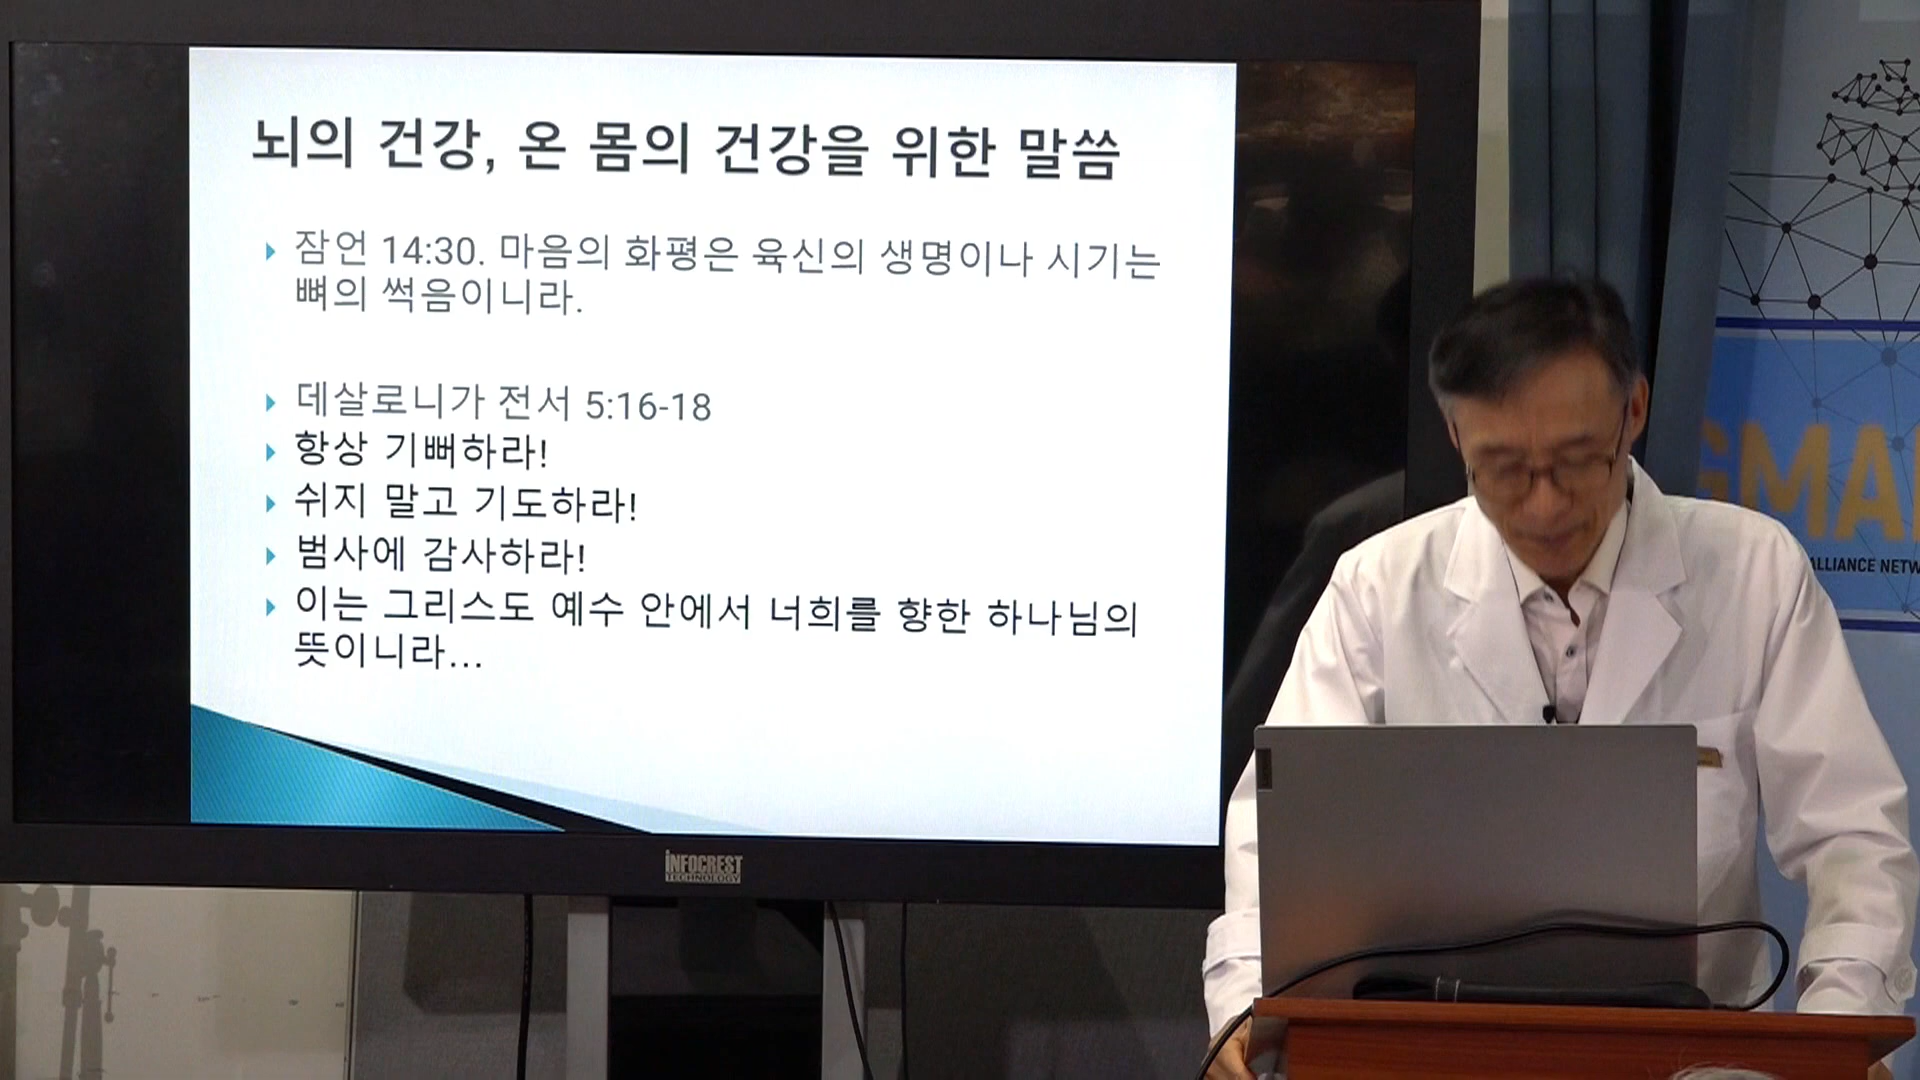 뇌의 건강, 온 몸의 건강을 위한 말씀
잠언 14:30. 마음의 화평은 육신의 생명이나 시기는
뼈의 썩음이니라.
데살로니가 전서 5:16-18
항상 기뻐하라!
쉬지 말고 기도하라!
범사에 감사하라!
이는 그리스도 예수 안에서 너희를 향한 하나님의
뜻이니라...
INFOCREST
TECHNOLOGY
GMA
ALLIANCE NETW